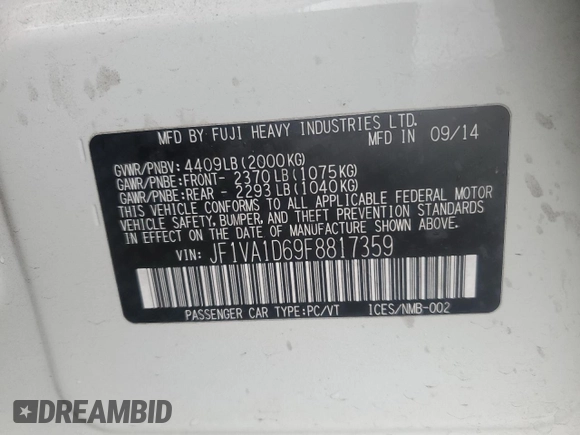 MFD BY FUJI HEAVY INDUSTRIES LTD.
MFD IN 09/14
GVWR/PNBV: 4409LB(2000KG)
GAWR/PNBE:FRONT- 2370LB(1075KG)
GAWR/PNBE:REAR - 2293LB(1040KG)
THIS VEHICLE CONFORMS TO ALL APPLICABLE FEDERAL MOTOR
VEHICLE SAFETY, BUMPER, AND THEFT PREVENTION STANDARDS
IN EFFECT ON THE DATE OF MANUFACTURE SHOWN ABOVE.
VIN: JF1VA1D69F8817359
PASSENGER CAR TYPE:PC/VT ICES/NMB-002
DREAMBID